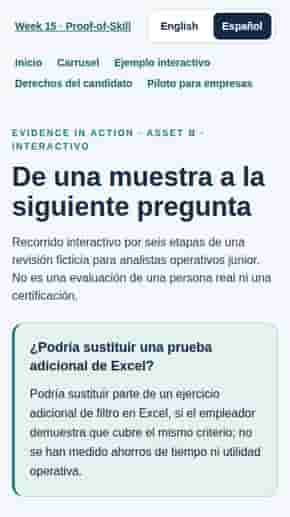 Week 15 · Proof-of-Skill
English
Español
Inicio Carrusel Ejemplo interactivo
Derechos del candidato Piloto para empresas
EVIDENCE IN ACTION · ASSET B ·
INTERACTIVO
De una muestra a la
siguiente pregunta
Recorrido interactivo por seis etapas de una
revisión ficticia para analistas operativos junior.
No es una evaluación de una persona real ni una
certificación.
¿Podría sustituir una prueba
adicional de Excel?
Podría sustituir parte de un ejercicio
adicional de filtro en Excel, si el empleador
demuestra que cubre el mismo criterio; no
se han medido ahorros de tiempo ni utilidad
operativa.